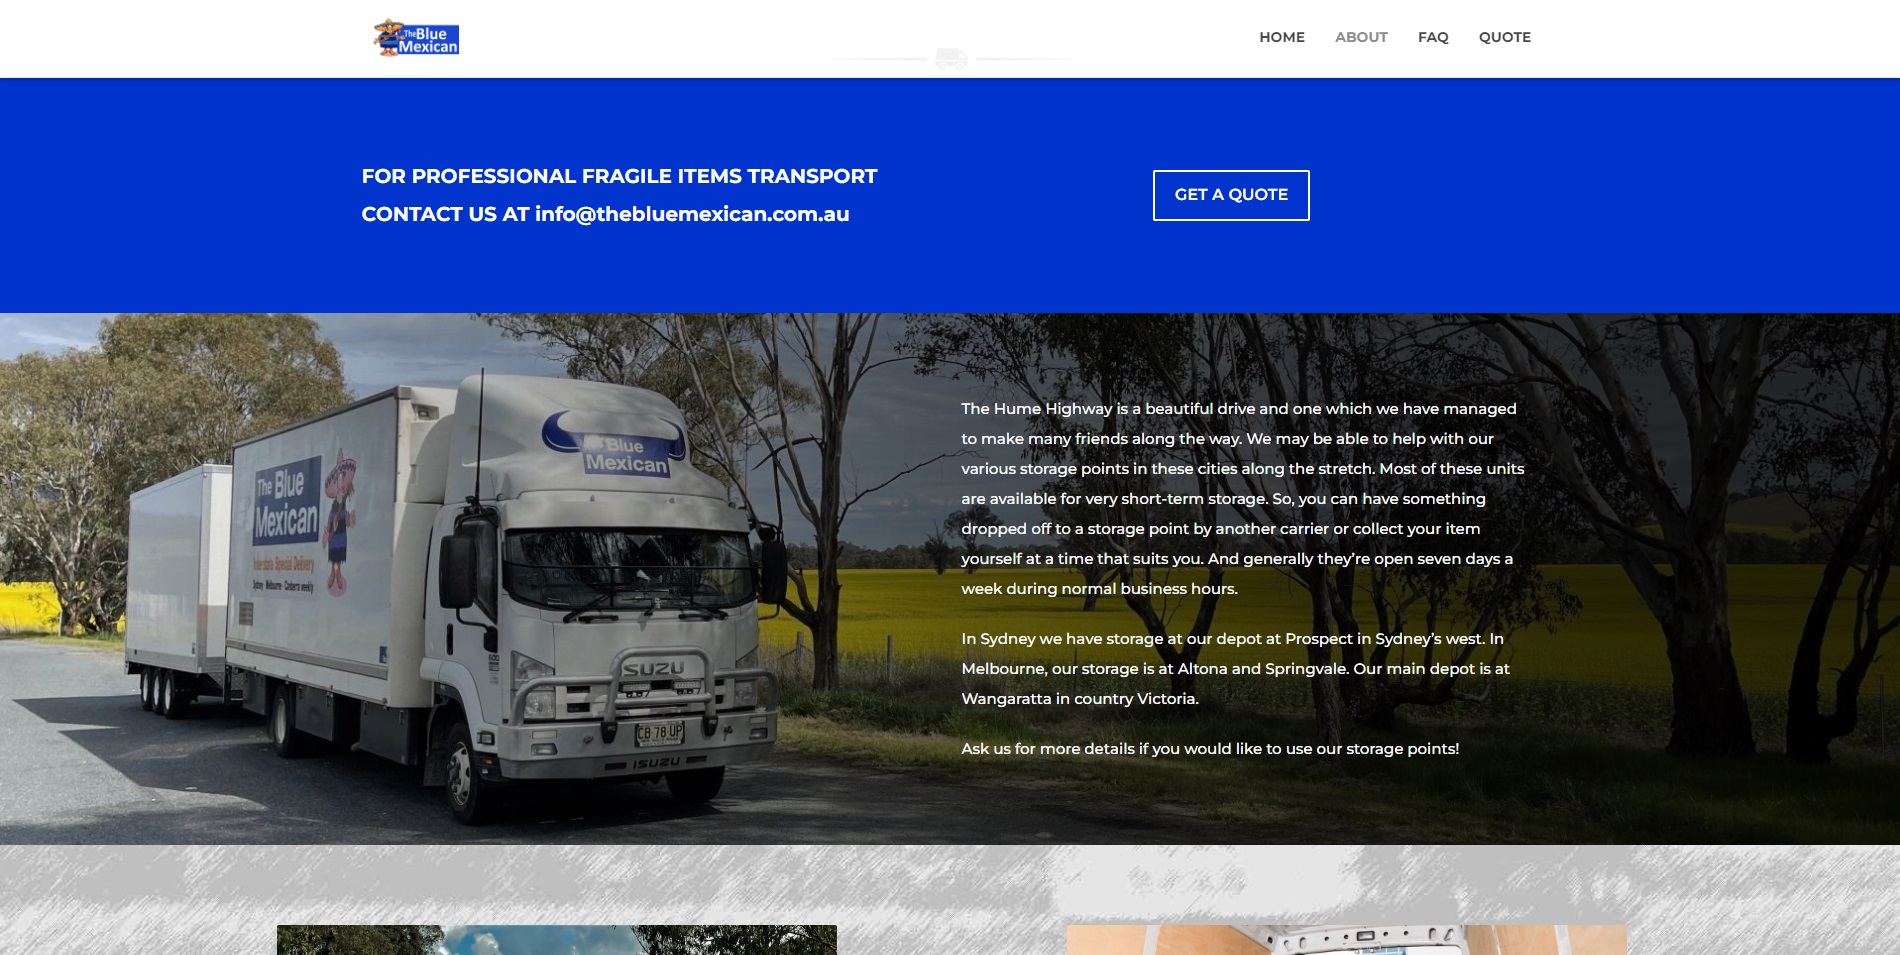 The Blue
Mexican
HOME
ABOUT
FAQ
QUOTE
FOR PROFESSIONAL FRAGILE ITEMS TRANSPORT
CONTACT US AT info@thebluemexican.com.au
GET A QUOTE
Blue
Mexican
The Blue
Mexican
Interstate Special Delivery
Sydney Melbourne Canberra weekly
SUZU
CB 78 UP
ISUZU
The Hume Highway is a beautiful drive and one which we have managed
to make many friends along the way. We may be able to help with our
various storage points in these cities along the stretch. Most of these units
are available for very short-term storage. So, you can have something
dropped off to a storage point by another carrier or collect your item
yourself at a time that suits you. And generally they’re open seven days a
week during normal business hours.
In Sydney we have storage at our depot at Prospect in Sydney’s west. In
Melbourne, our storage is at Altona and Springvale. Our main depot is at
Wangaratta in country Victoria.
Ask us for more details if you would like to use our storage points!